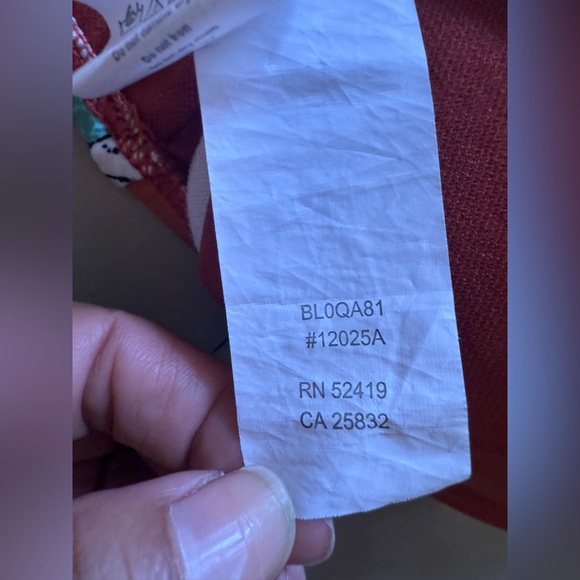 Do not Iron
BL0QA81
#12025A
RN 52419
CA 25832